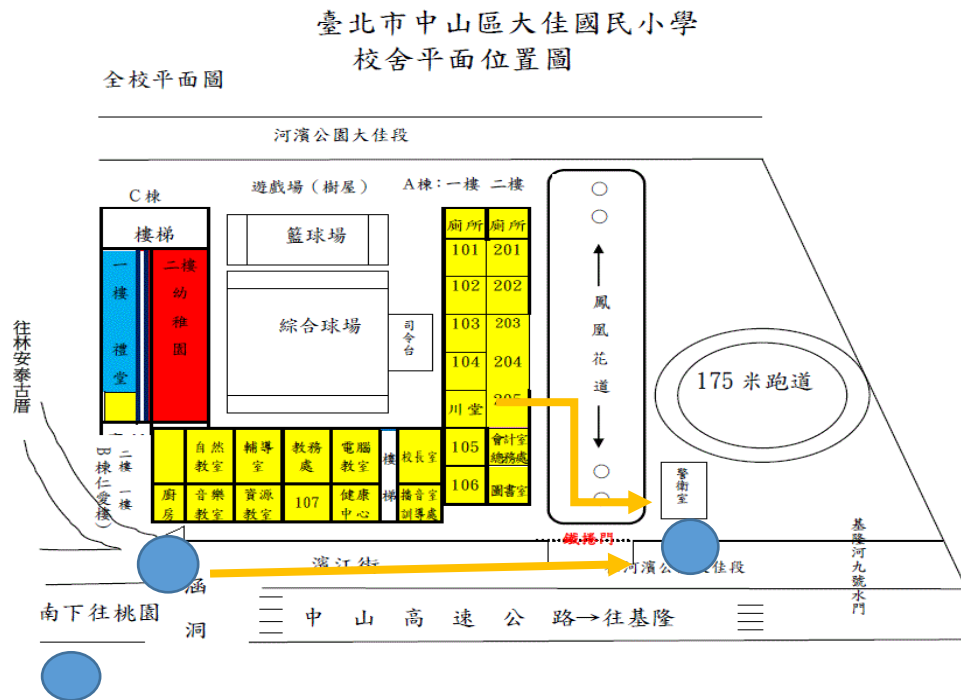 臺北市中山區大佳國民小學
校舍平面位置圖
全校平面圖
河濱公園大佳段
C棟
遊戲場（樹屋）
A棟：一樓 二樓
樓梯
籃球場
廁所 廁所
101 201
102 202
103 203
104 204
川堂 205
105 會計室 總務處
106 圖書室
一樓 禮堂
二樓幼稚園
綜合球場
司令台
鳳凰花道
175米跑道
往林安泰古厝
自然教室
輔導室
教務處
電腦教室
樓梯
校長室
廚房
音樂教室
資源教室
107
健康中心
播音室 訓導處
B棟仁愛樓）
二樓 一樓
警衛室
鐵捲門
濱江街
河濱公
佳段
基隆河九號水門
涵洞
南下往桃園
中山高速公路→往基隆